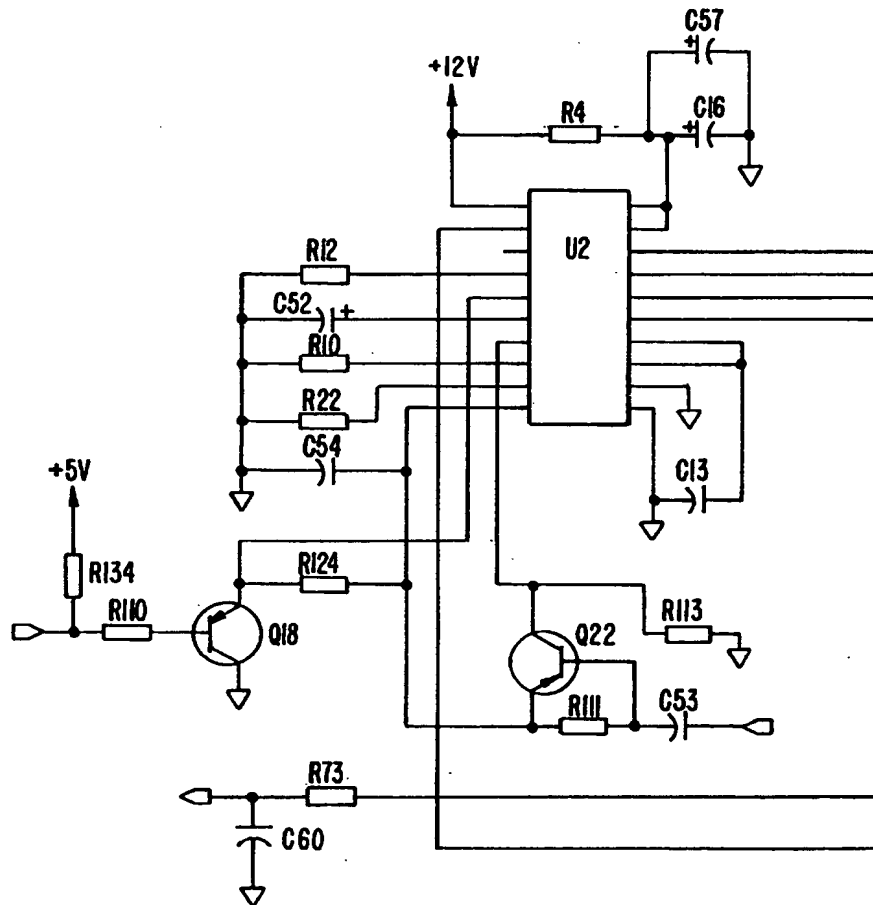 C57
+12V
+
R4
C16
+
U2
R12
C52
+
R10
R22
C54
+5V
C13
R134
R124
R110
R113
Q18
Q22
R111
C53
R73
C60